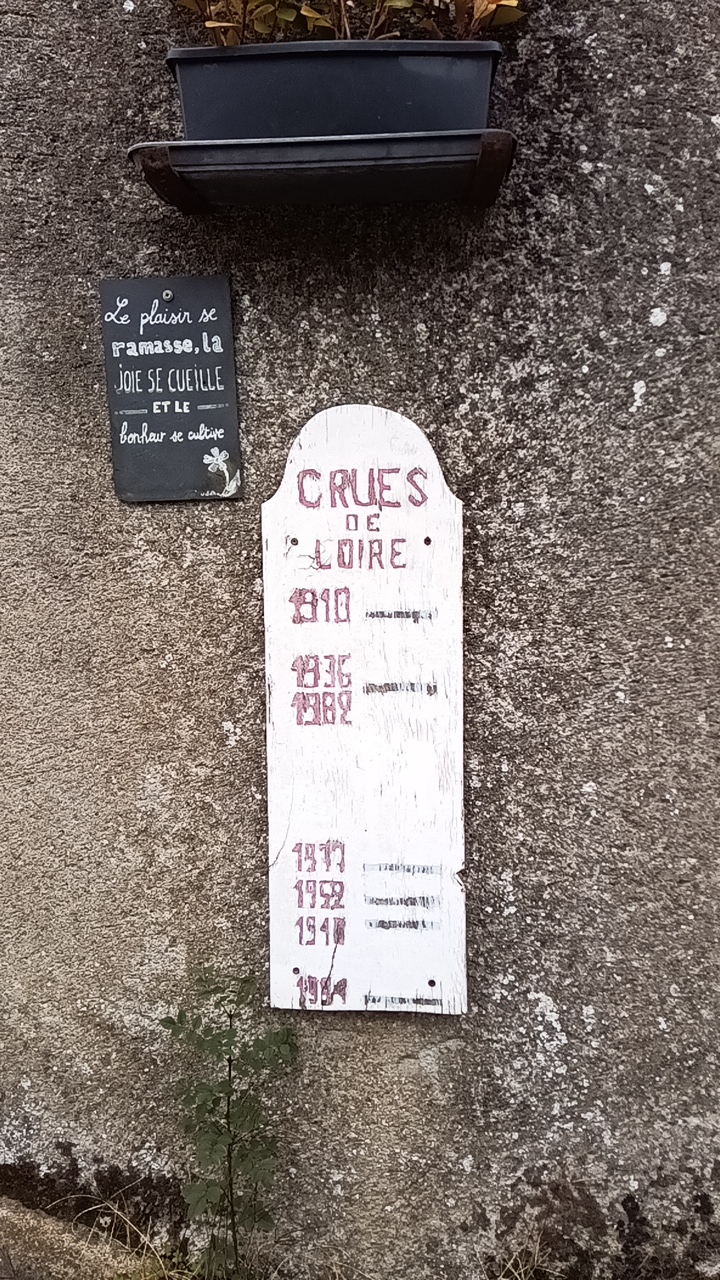 Le plaisir se
ramasse, la
JOIE SE CUEILLE
ET LE
bonheur se cultive
CRUES
DE
LOIRE
1910
1936
1982
1977
1952
1984